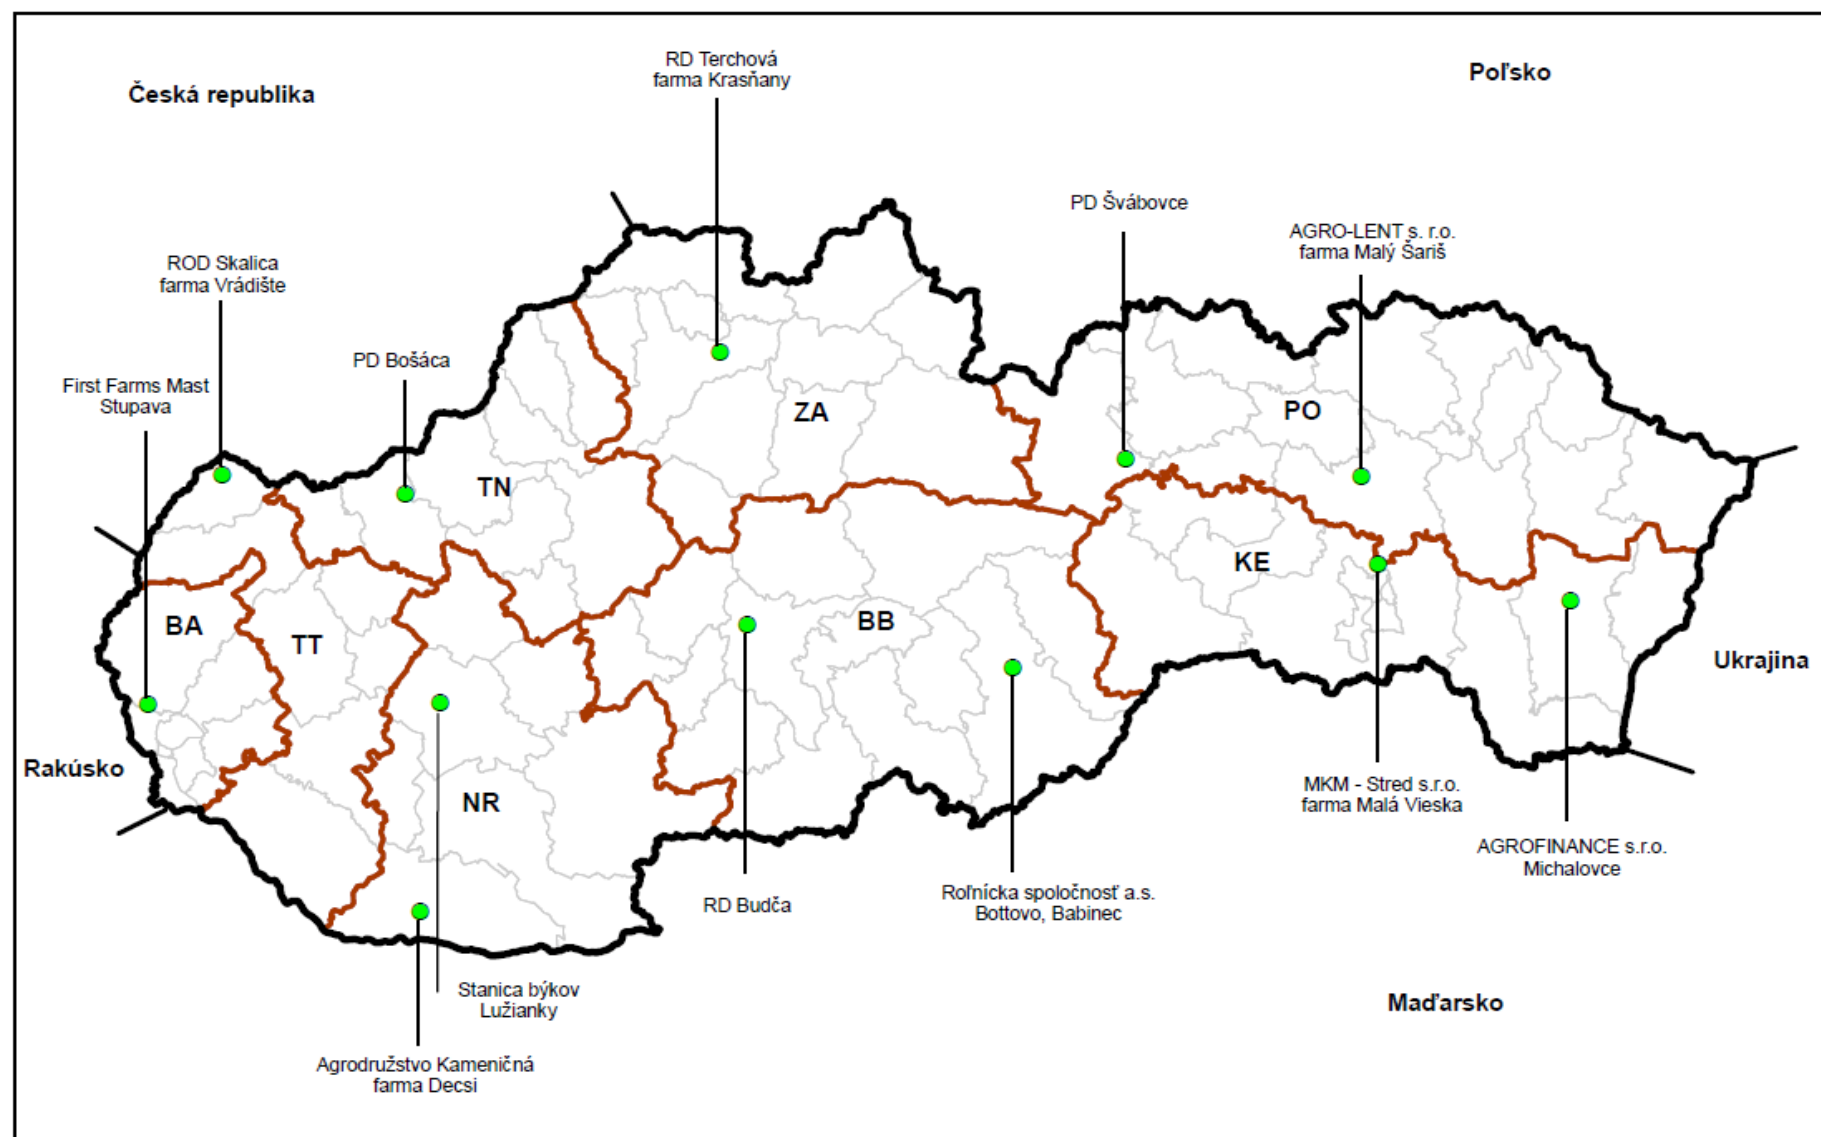 RD Terchová
farma Krasňany
Poľsko
Česká republika
PD Švábovce
AGRO-LENT s. r.o.
farma Malý Šariš
ROD Skalica
farma Vrádište
PD Bošáca
First Farms Mast
Stupava
ZA
PO
TN
KE
BA
TT
BB
Ukrajina
Rakúsko
NR
MKM - Stred s.r.o.
farma Malá Vieska
AGROFINANCE s.r.o.
Michalovce
RD Budča
Roľnícka spoločnosť a.s.
Bottovo, Babinec
Stanica býkov
Lužianky
Maďarsko
Agrodružstvo Kameničná
farma Decsi